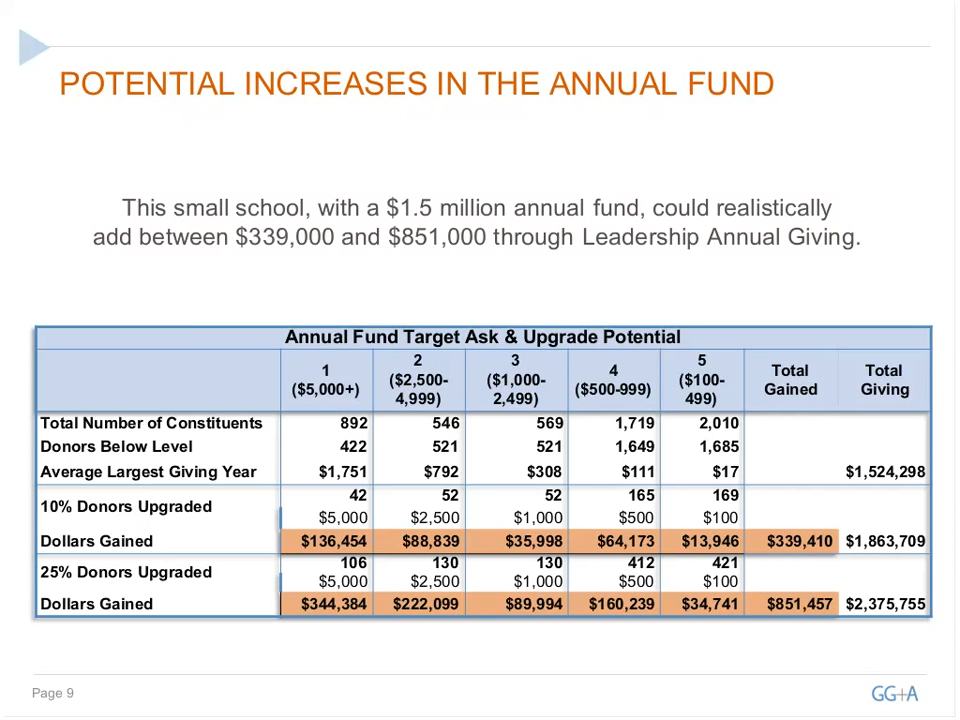 POTENTIAL INCREASES IN THE ANNUAL FUND
This small school, with a $1.5 million annual fund, could realistically
add between $339,000 and $851,000 through Leadership Annual Giving.
Annual Fund Target Ask & Upgrade Potential
1 ($5,000+) 2 ($2,500-4,999) 3 ($1,000-2,499) 4 ($500-999) 5 ($100-499) Total Gained Total Giving
Total Number of Constituents 892 546 569 1,719 2,010
Donors Below Level 422 521 521 1,649 1,685
Average Largest Giving Year $1,751 $792 $308 $111 $17 $1,524,298
10% Donors Upgraded 42 52 52 165 169
$5,000 $2,500 $1,000 $500 $100
Dollars Gained $136,454 $88,839 $35,998 $64,173 $13,946 $339,410 $1,863,709
25% Donors Upgraded 106 130 130 412 421
$5,000 $2,500 $1,000 $500 $100
Dollars Gained $344,384 $222,099 $89,994 $160,239 $34,741 $851,457 $2,375,755
Page 9
GG+A